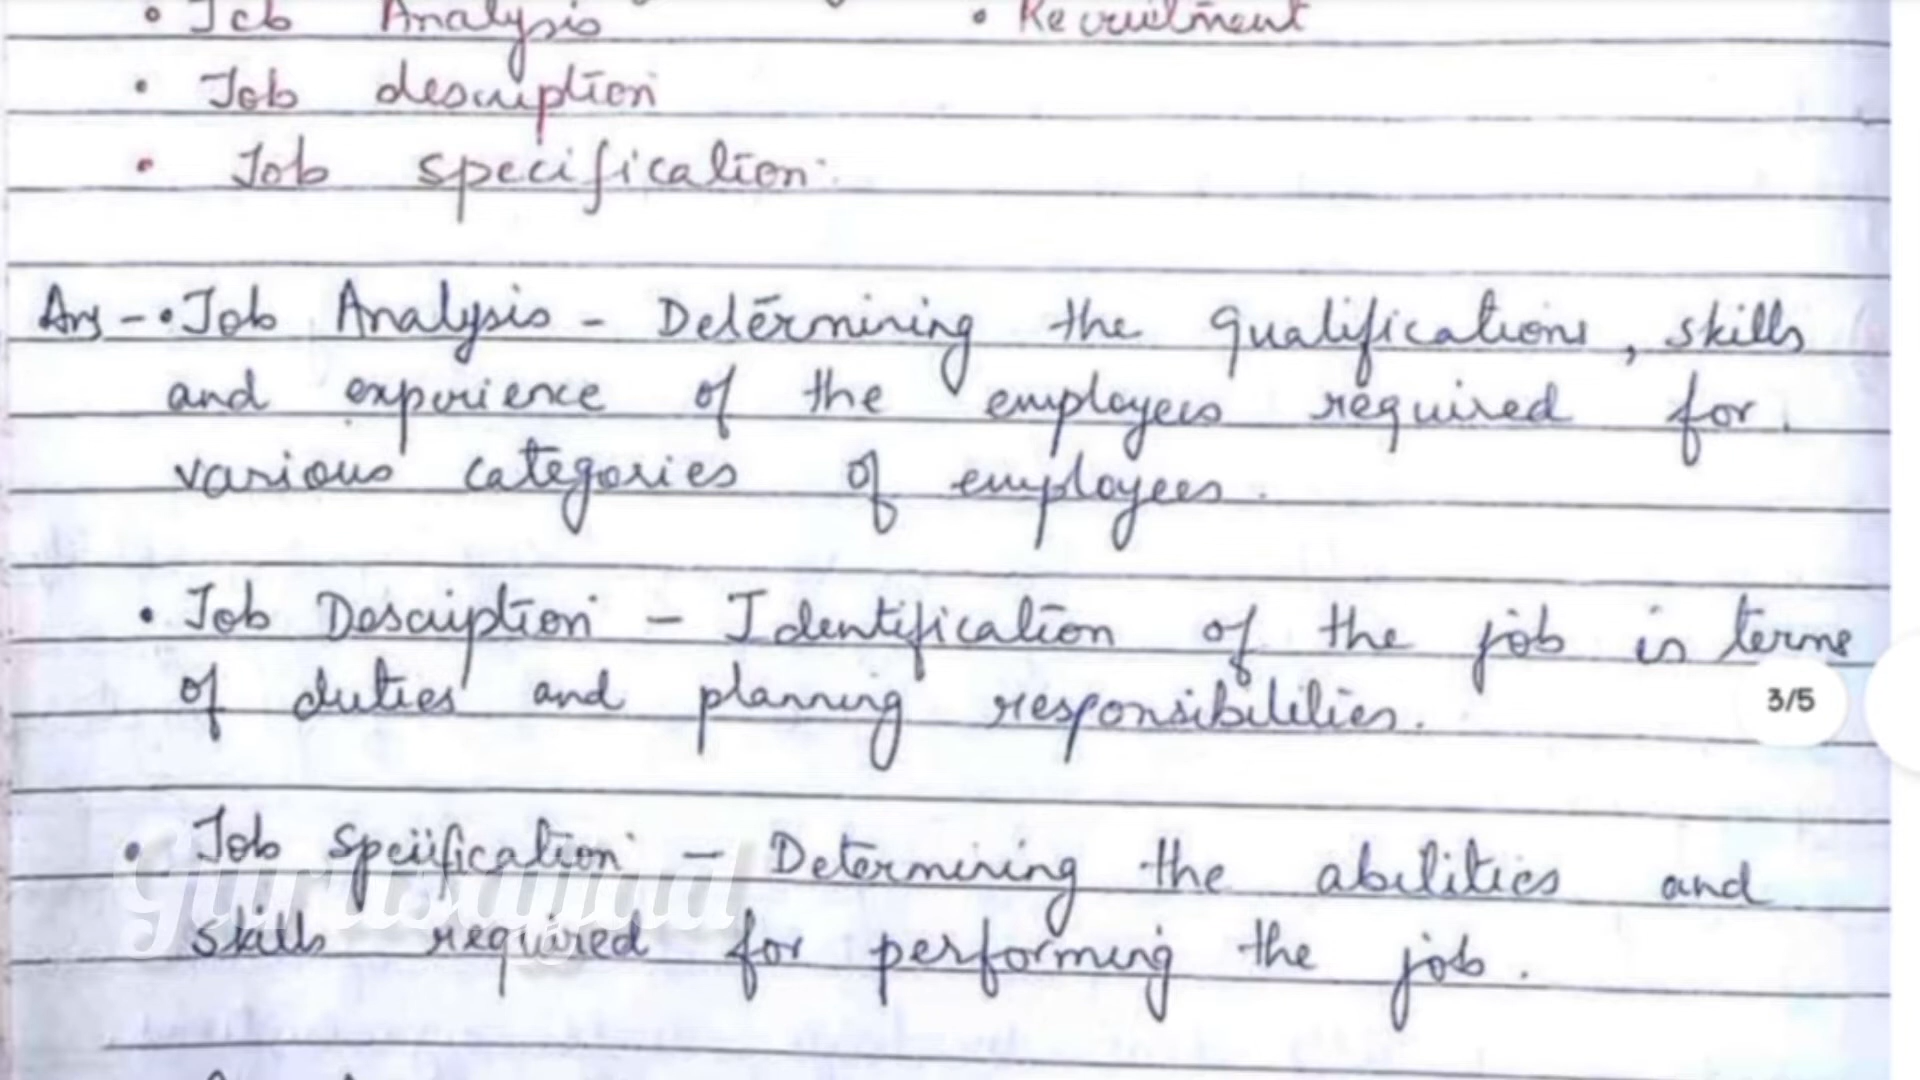 • Job Analysis • Recruitment
• Job description
• Job specification.
Ans - • Job Analysis - Determining the qualifications, skills
and experience of the employees required for
various categories of employees.
• Job Description - Identification of the job in terms
of duties and planning responsibilities.
3/5
• Job Specification - Determining the abilities and
skills required for performing the job.